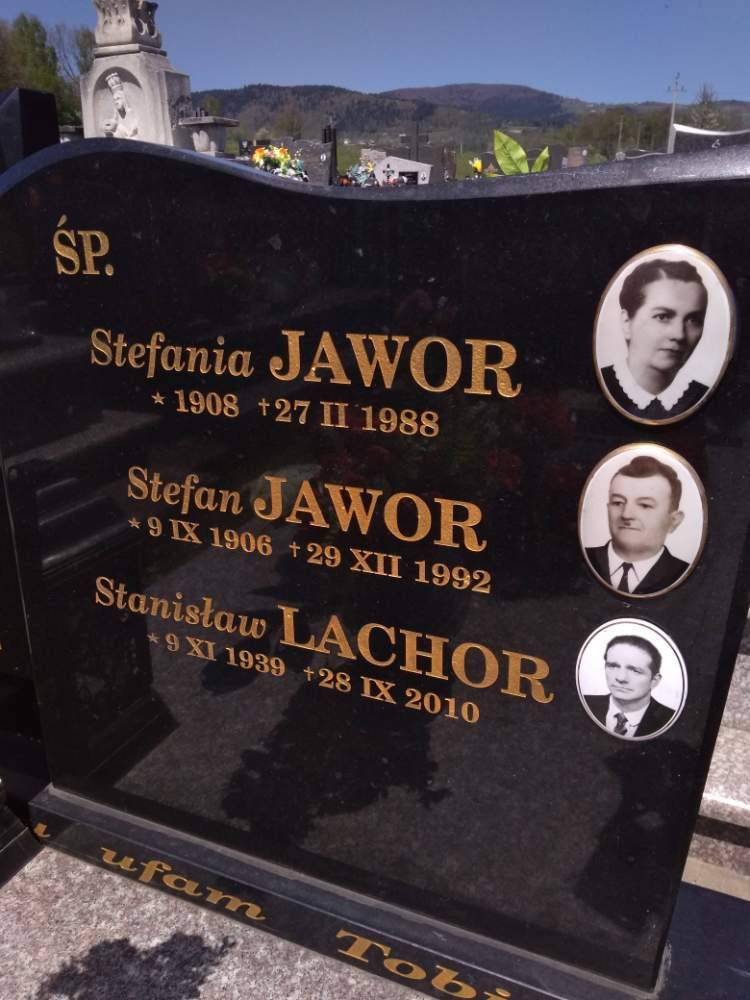 ŚP.
Stefania JAWOR
* 1908 † 27 II 1988
Stefan JAWOR
* 9 IX 1906 † 29 XII 1992
Stanisław LACHOR
* 9 XI 1939 † 28 IX 2010
ufam Tobi